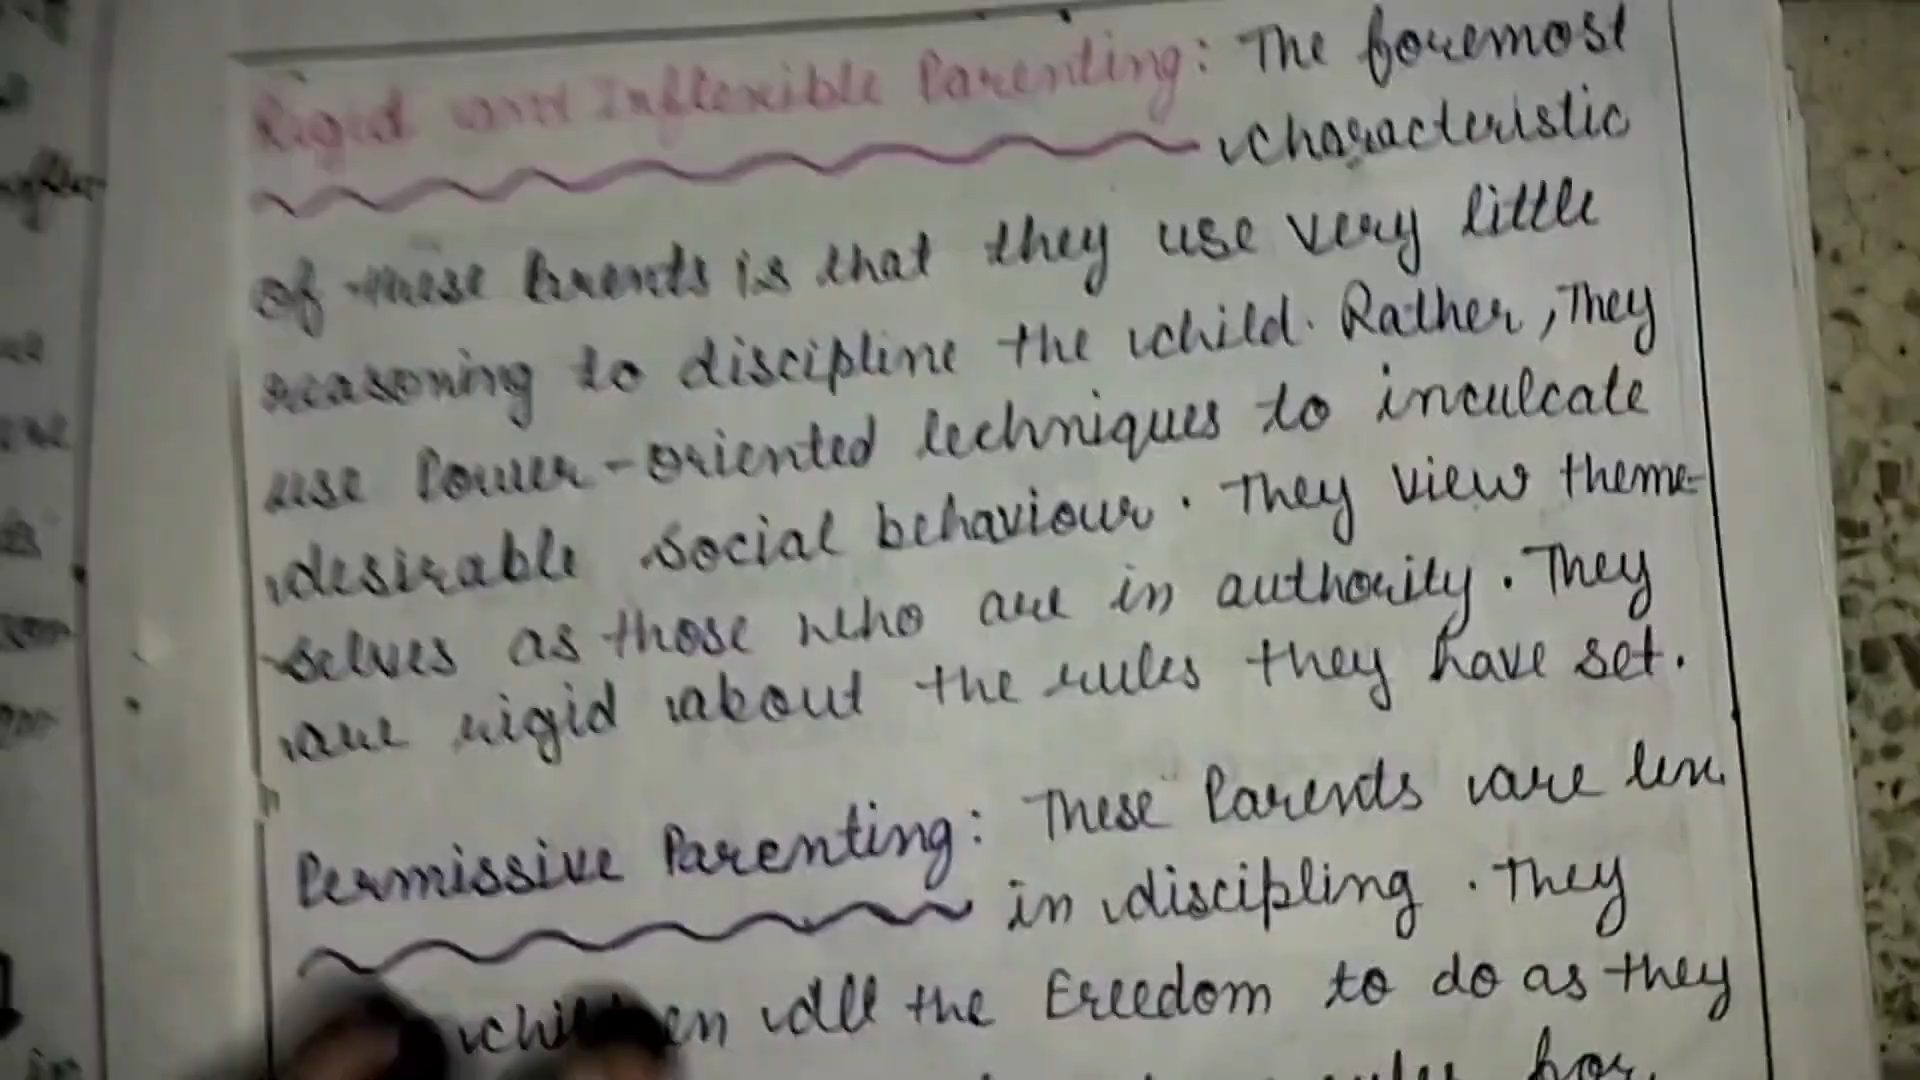 Rigid and Inflexible Parenting: The foremost
characteristic
of these Parents is that they use very little
reasoning to discipline the child. Rather, They
use Power-oriented techniques to inculcate
desirable social behaviour. They view theme-
selves as those who are in authority. They
are rigid about the rules they have set.
Permissive Parenting: These Parents are
in discipling. They
children all the Freedom to do as they
for